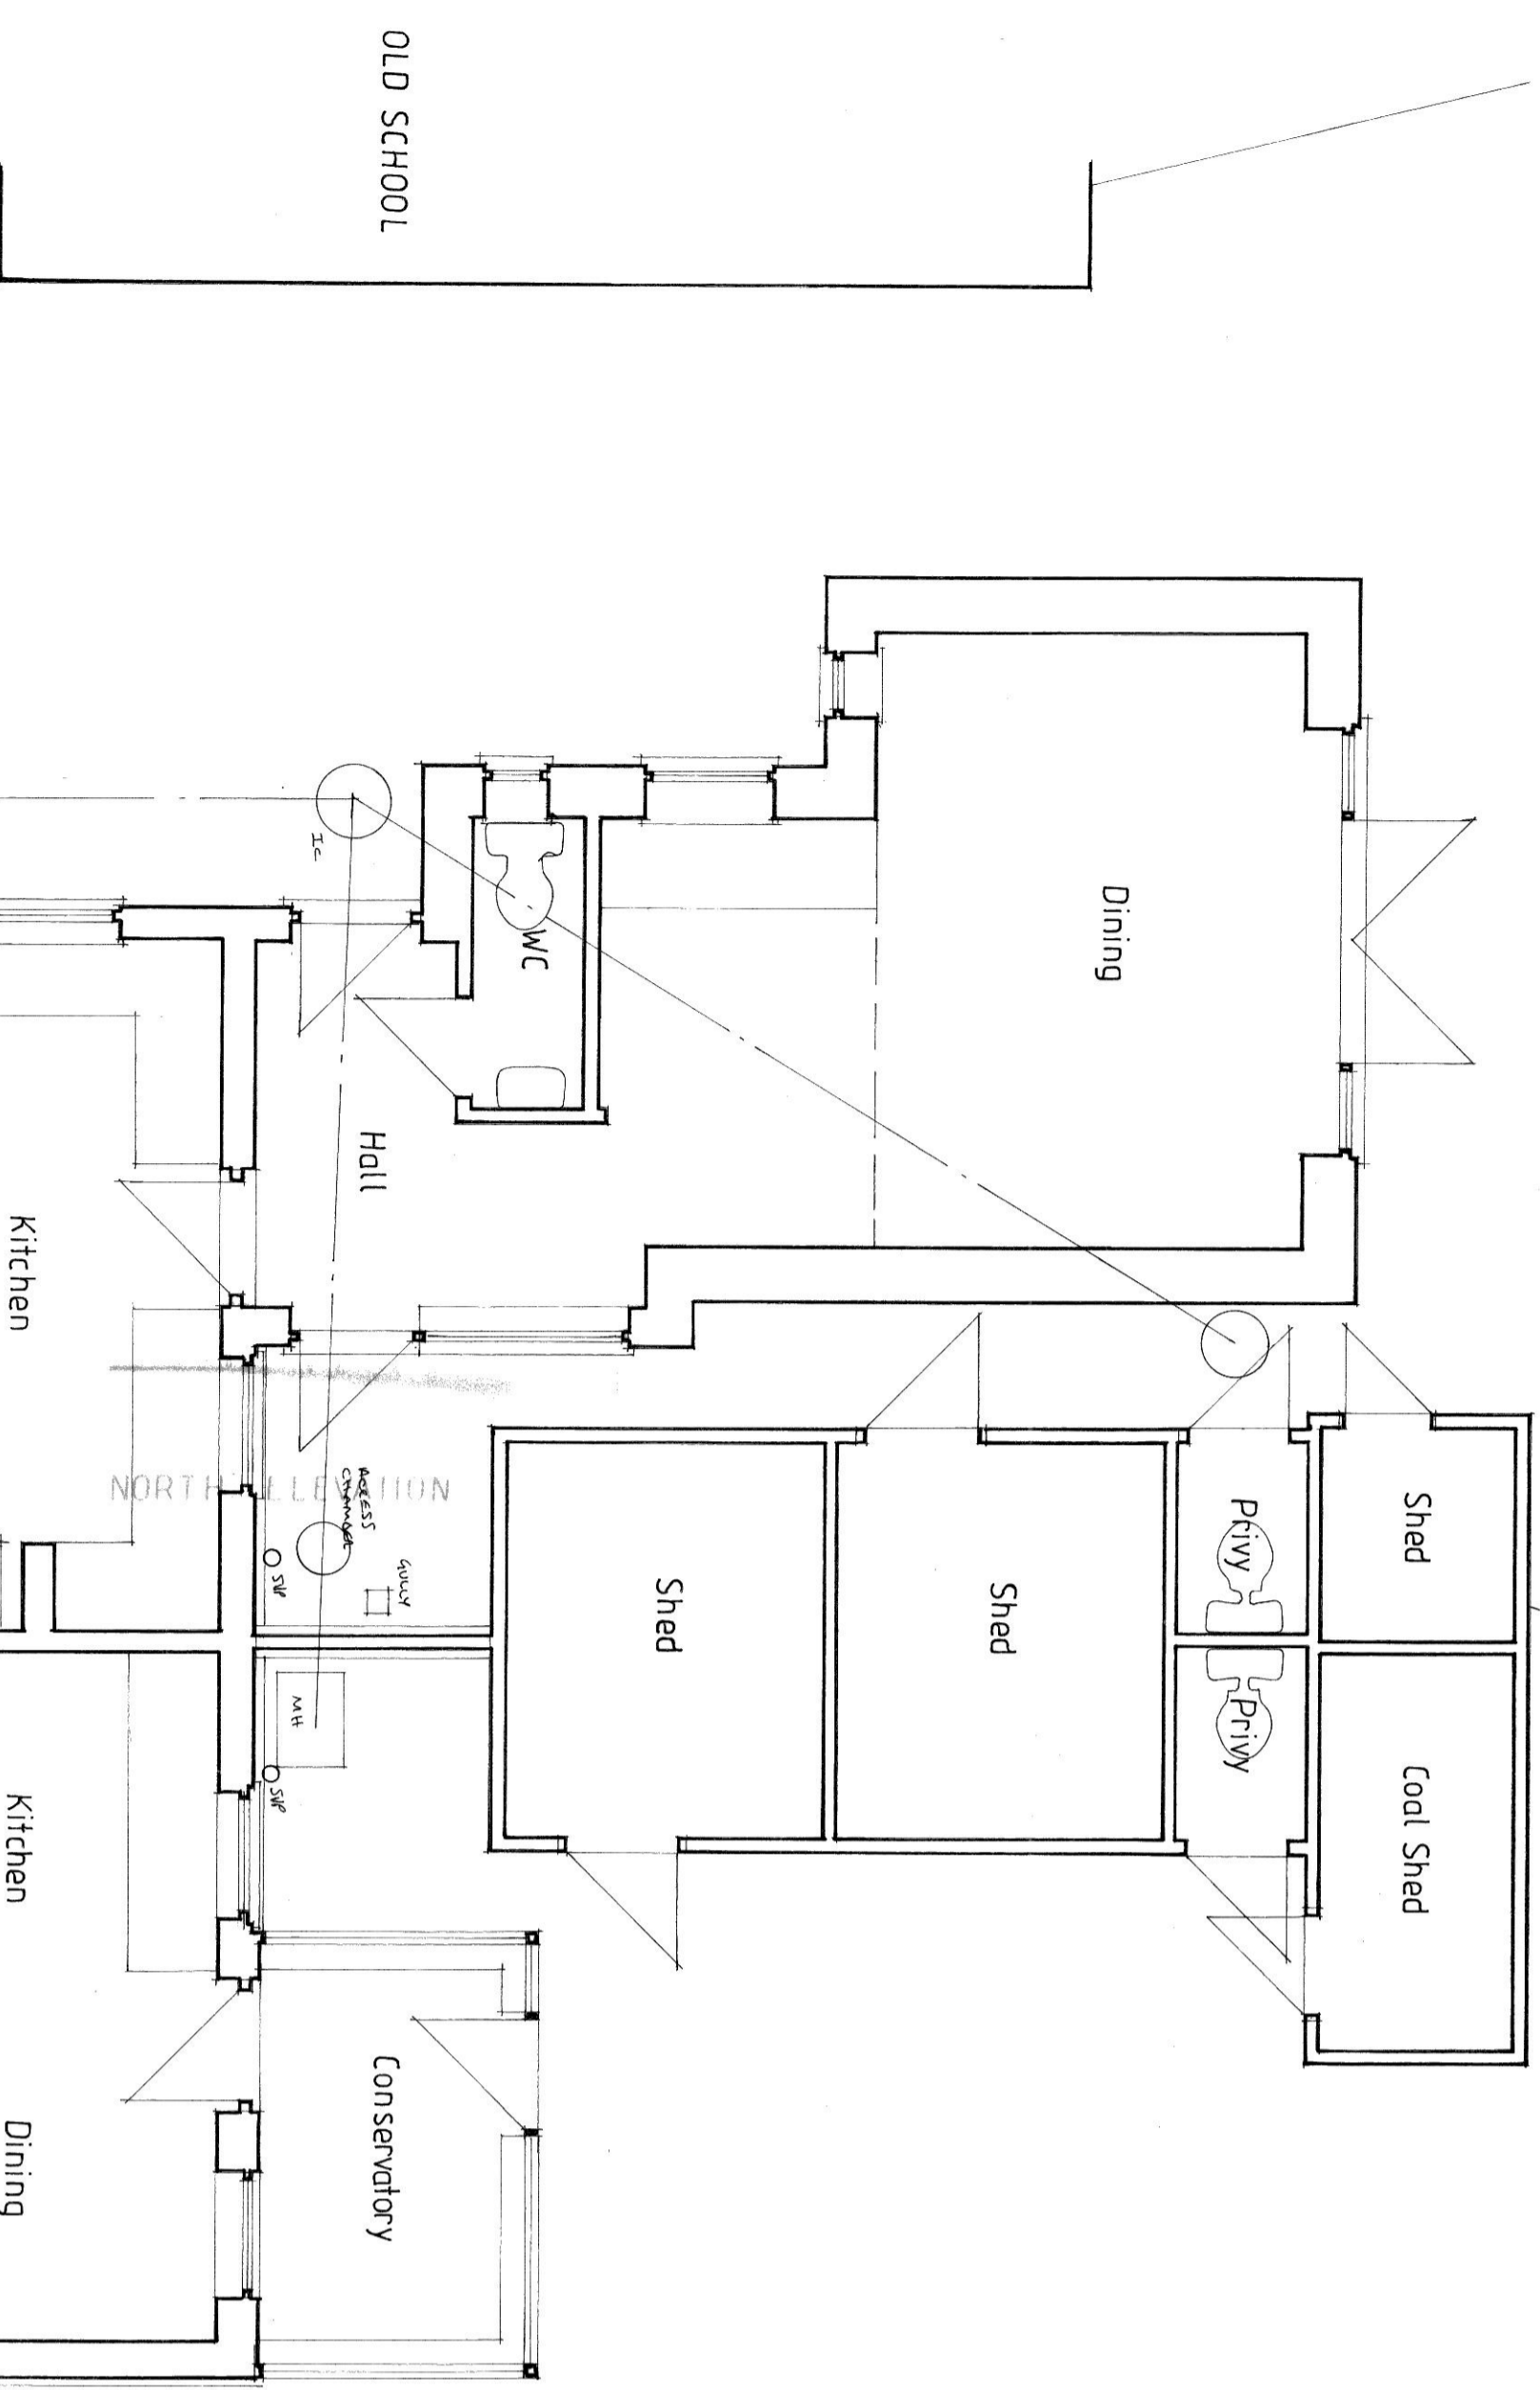 OLD SCHOOL
Dining
WC
Hall
IC
Kitchen
NORTH ELEVATION
ACCESS
CHAMBER
GULLY
SVP
MH
SVP
Shed
Shed
Privy
Shed
Privy
Coal Shed
Kitchen
Conservatory
Dining